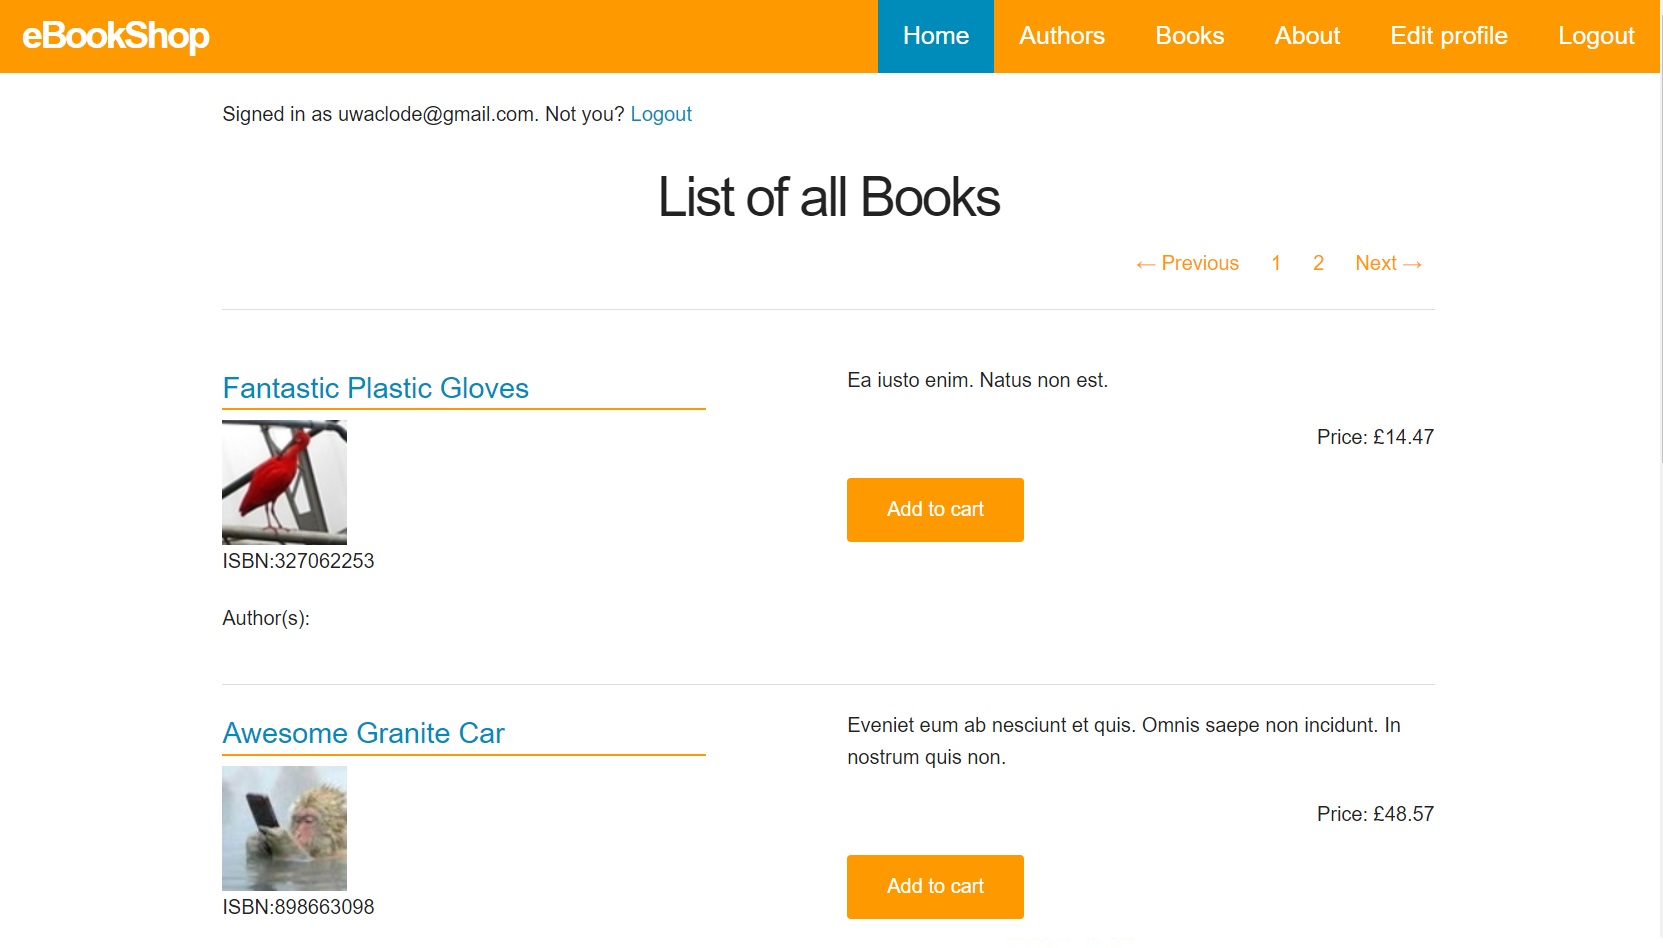 eBookShop Home Authors Books About Edit profile Logout
Signed in as uwaclode@gmail.com. Not you? Logout
List of all Books
← Previous 1 2 Next →
Fantastic Plastic Gloves
ISBN:327062253
Author(s):
Ea iusto enim. Natus non est.
Price: £14.47
Add to cart
Awesome Granite Car
ISBN:898663098
Eveniet eum ab nesciunt et quis. Omnis saepe non incidunt. In
nostrum quis non.
Price: £48.57
Add to cart